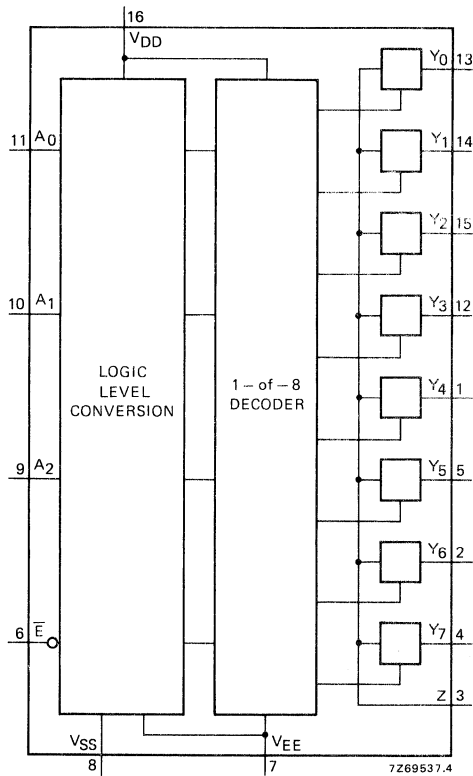 16
VDD
Y0 13
11 A0
Y1 14
Y2 15
10 A1
Y3 12
LOGIC
LEVEL
CONVERSION
1-of-8
DECODER
Y4 1
9 A2
Y5 5
Y6 2
6 E̅
Y7 4
Z 3
VSS
VEE
8
7
7Z69537.4